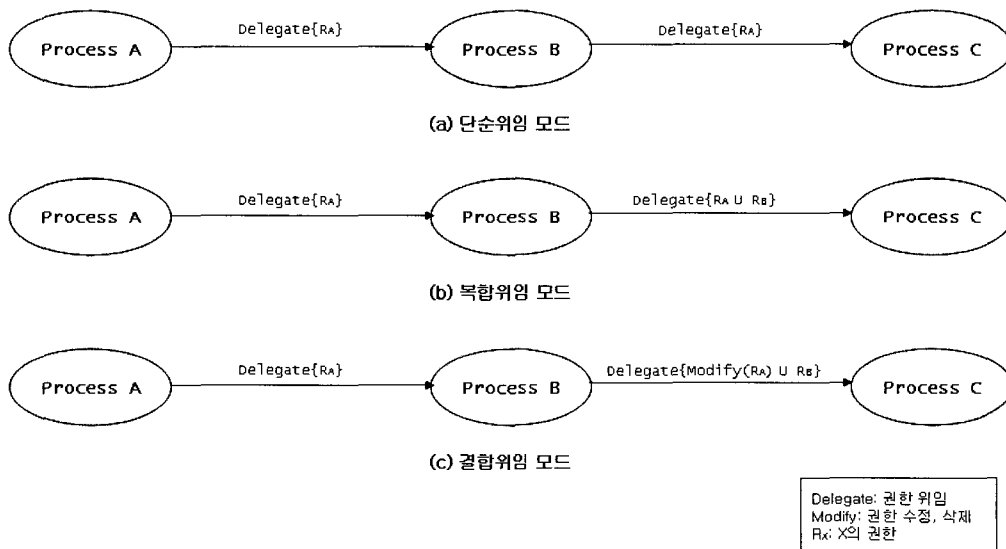 Delegate{RA} Delegate{RA}
Process A Process B Process C
(a) 단순위임 모드
Delegate{RA} Delegate{RA U RB}
Process A Process B Process C
(b) 복합위임 모드
Delegate{RA} Delegate{Modify(RA) U RB}
Process A Process B Process C
(c) 결합위임 모드
Delegate: 권한 위임
Modify: 권한 수정, 삭제
Rx: X의 권한